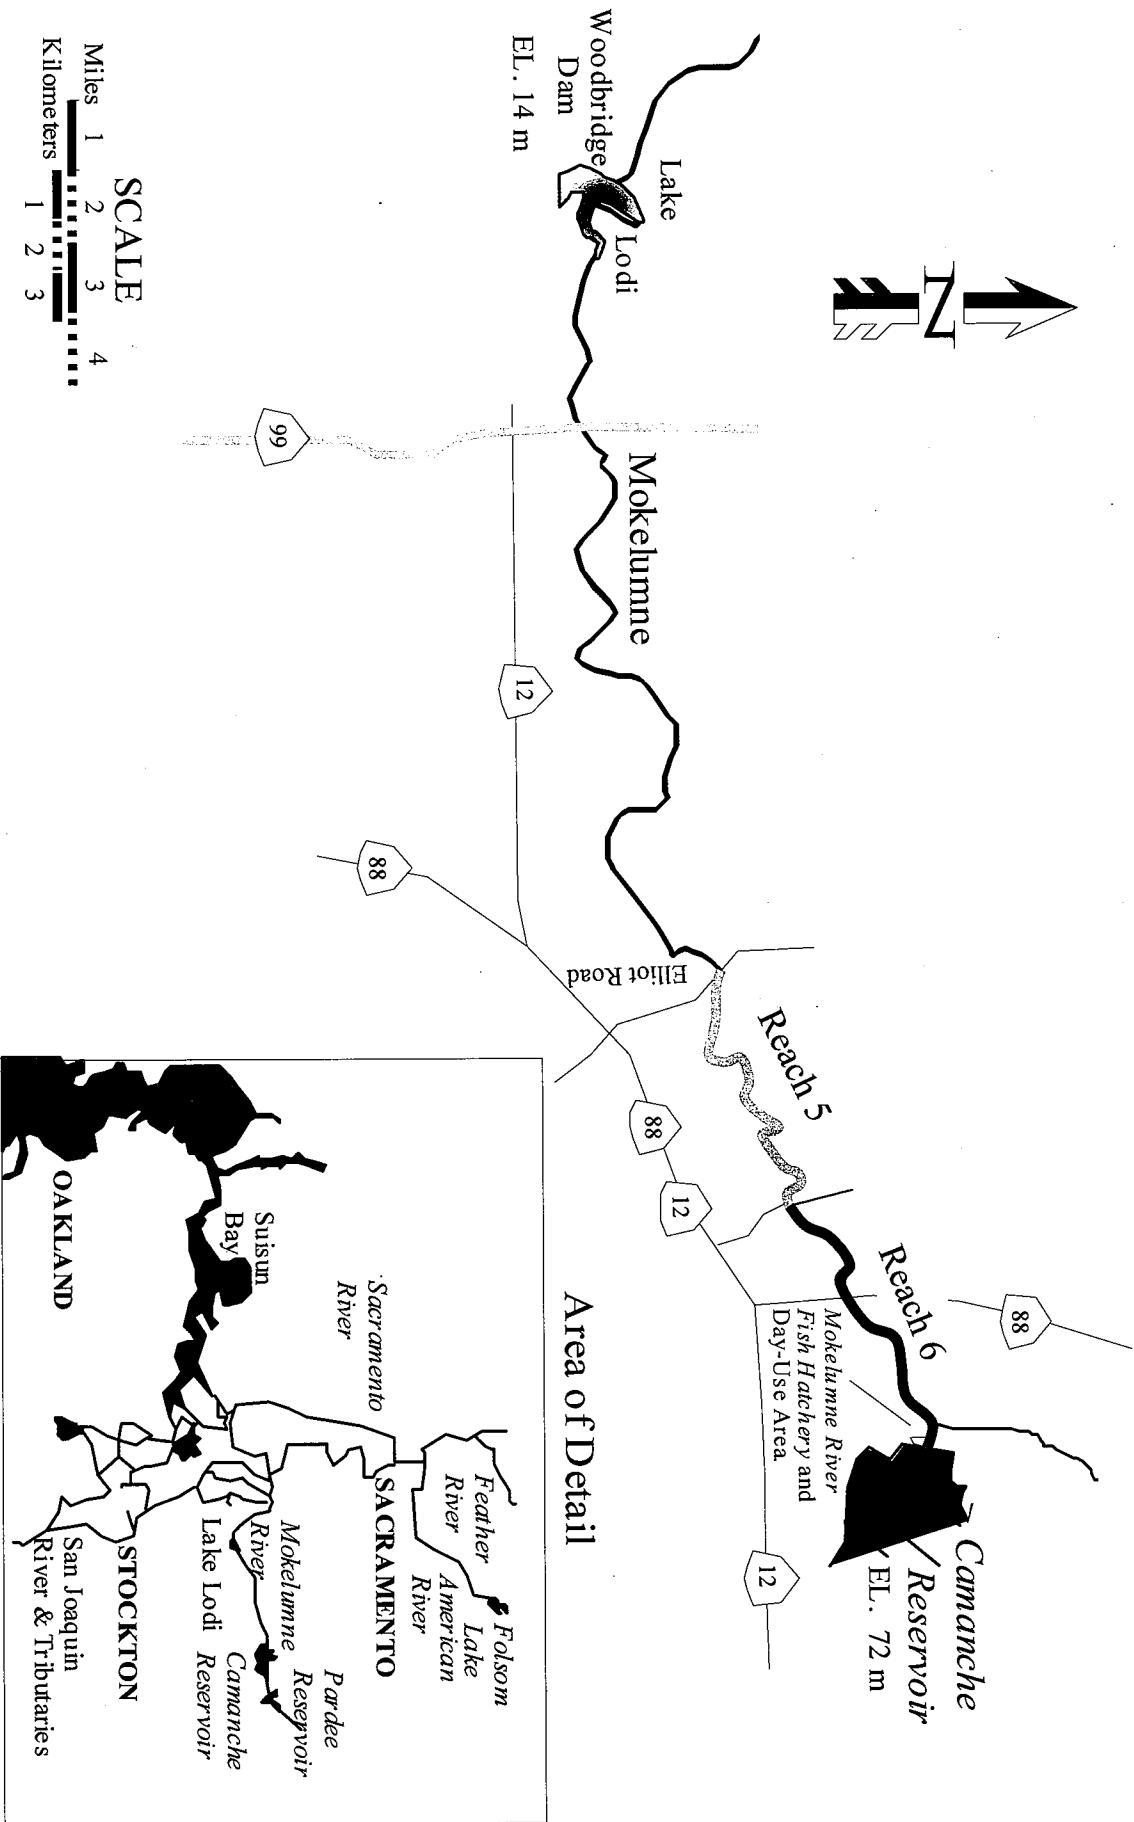 N
Woodbridge
Dam
EL. 14 m
Lake
Lodi
99
Mokelumne
12
88
Elliot Road
Reach 5
88
12
Reach 6
88
Mokelumne River
Fish Hatchery and
Day-Use Area
12
Camanche
Reservoir
EL. 72 m
SCALE
Miles 1 2 3 4
Kilometers 1 2 3
Area of Detail
Folsom
Lake
Feather
River
American
River
Sacramento
River
SACRAMENTO
Suisun
Bay
Pardee
Reservoir
Mokelumne
River
Camanche
Reservoir
Lake Lodi
STOCKTON
OAKLAND
San Joaquin
River & Tributaries